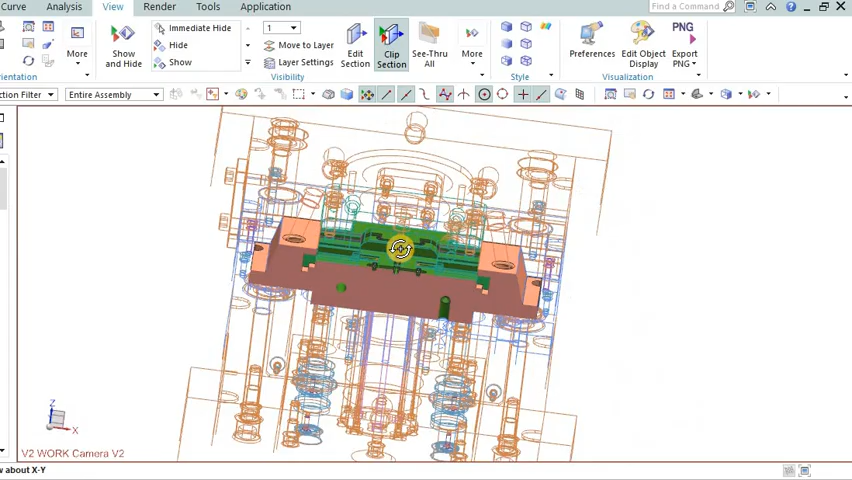 Curve Analysis View Render Tools Application Find a Command
More
Show and Hide
Immediate Hide
Hide
Show
1
Move to Layer
Layer Settings
Edit Section
Clip Section
See-Thru All
More
Preferences
Edit Object Display
Export PNG
PNG
orientation Visibility Style Visualization
ction Filter Entire Assembly
Z
X
V2 WORK Camera V2
w about X-Y